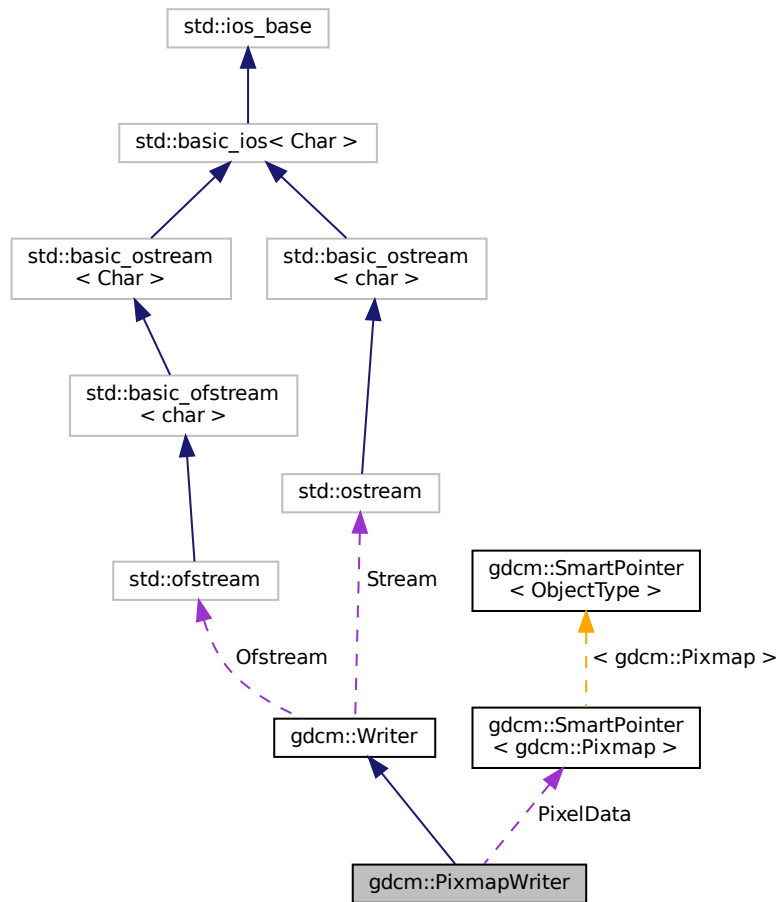 std::ios_base
std::basic_ios< Char >
std::basic_ostream
< Char >
std::basic_ostream
< char >
std::basic_ofstream
< char >
std::ostream
std::ofstream
Stream
gdcm::SmartPointer
< ObjectType >
Ofstream
< gdcm::Pixmap >
gdcm::Writer
gdcm::SmartPointer
< gdcm::Pixmap >
PixelData
gdcm::PixmapWriter